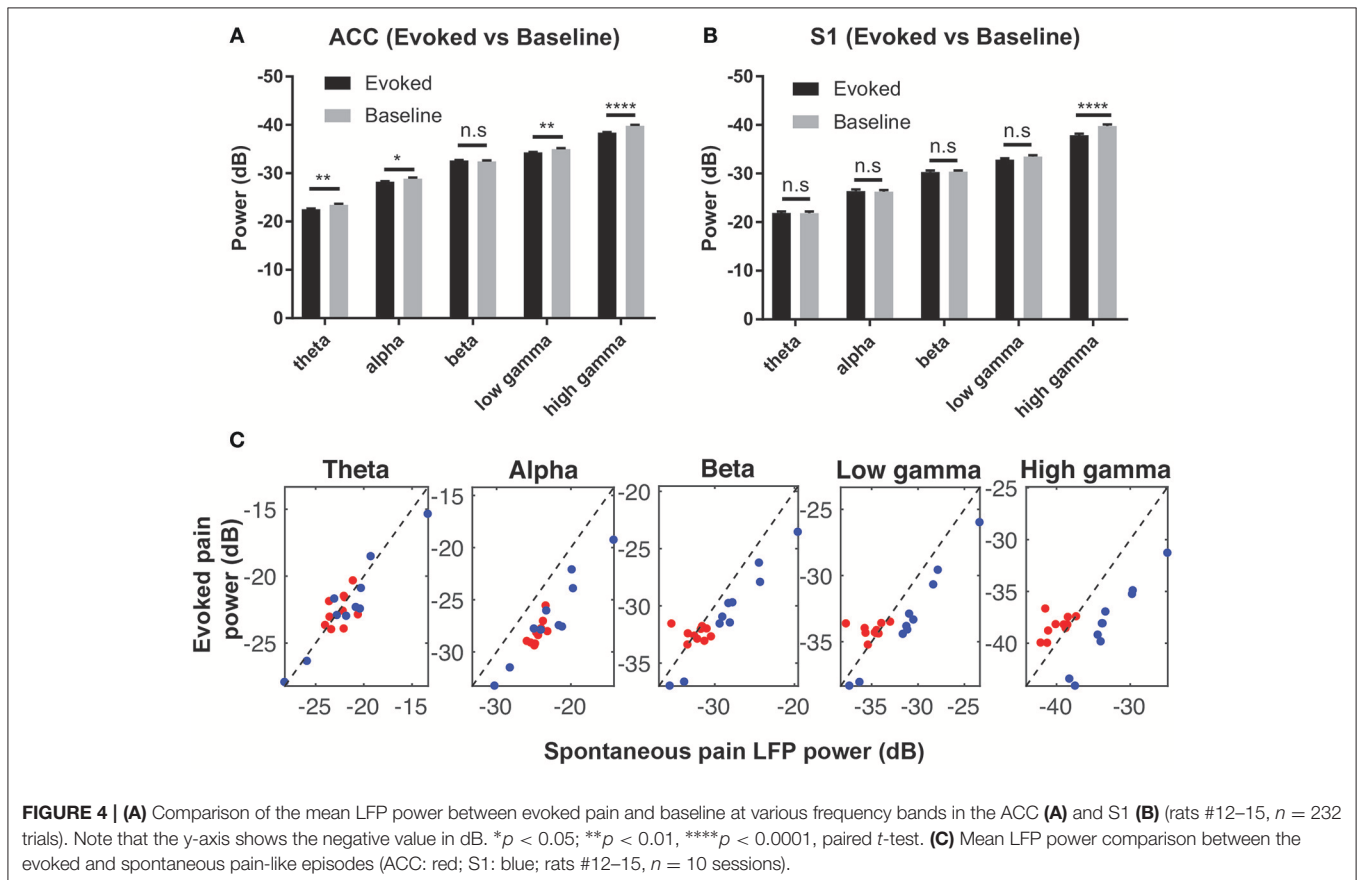 A ACC (Evoked vs Baseline)
Evoked
Baseline
Power (dB)
-50
-40
-30
-20
-10
0
**
*
n.s
**
****
theta
alpha
beta
low gamma
high gamma
B S1 (Evoked vs Baseline)
Evoked
Baseline
Power (dB)
-50
-40
-30
-20
-10
0
n.s
n.s
n.s
n.s
****
theta
alpha
beta
low gamma
high gamma
C
Evoked pain
power (dB)
Theta
-15
-20
-25
-25 -20 -15
Alpha
-15
-20
-25
-30
-30 -20
Beta
-20
-25
-30
-35
-30 -20
Low gamma
-25
-30
-35
-35 -30 -25
High gamma
-25
-30
-35
-40
-40 -30
Spontaneous pain LFP power (dB)
FIGURE 4 | (A) Comparison of the mean LFP power between evoked pain and baseline at various frequency bands in the ACC (A) and S1 (B) (rats #12–15, n = 232
trials). Note that the y-axis shows the negative value in dB. *p < 0.05; **p < 0.01, ****p < 0.0001, paired t-test. (C) Mean LFP power comparison between the
evoked and spontaneous pain-like episodes (ACC: red; S1: blue; rats #12–15, n = 10 sessions).